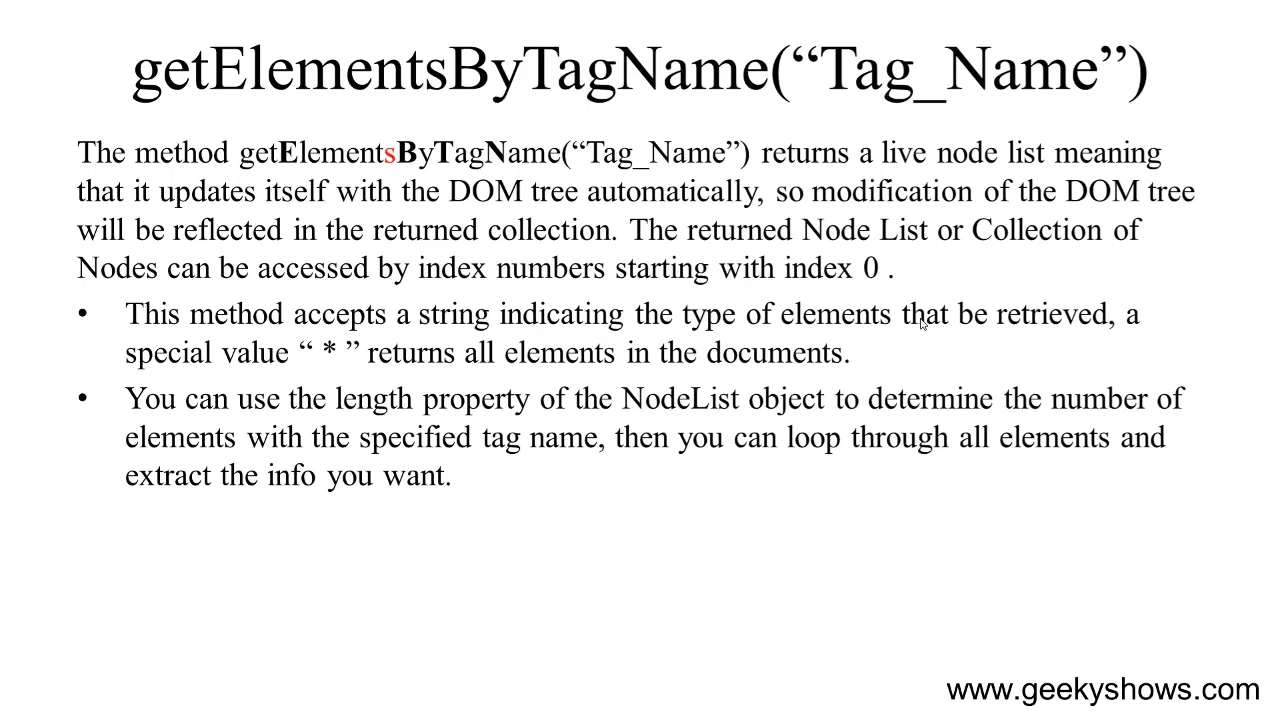 getElementsByTagName(“Tag_Name”)
The method getElementsByTagName(“Tag_Name”) returns a live node list meaning
that it updates itself with the DOM tree automatically, so modification of the DOM tree
will be reflected in the returned collection. The returned Node List or Collection of
Nodes can be accessed by index numbers starting with index 0 .
• This method accepts a string indicating the type of elements that be retrieved, a
special value “ * ” returns all elements in the documents.
• You can use the length property of the NodeList object to determine the number of
elements with the specified tag name, then you can loop through all elements and
extract the info you want.
www.geekyshows.com